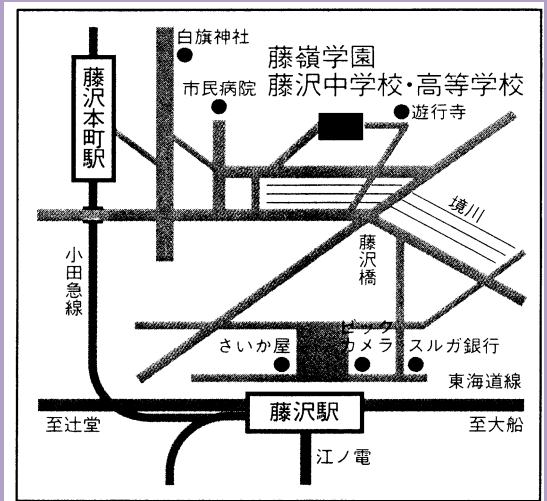 白旗神社
藤嶺学園
藤沢中学校・高等学校
市民病院
遊行寺
藤沢本町駅
境川
藤沢橋
小田急線
ビック
さいか屋
カメラ
スルガ銀行
東海道線
藤沢駅
至辻堂
至大船
江ノ電